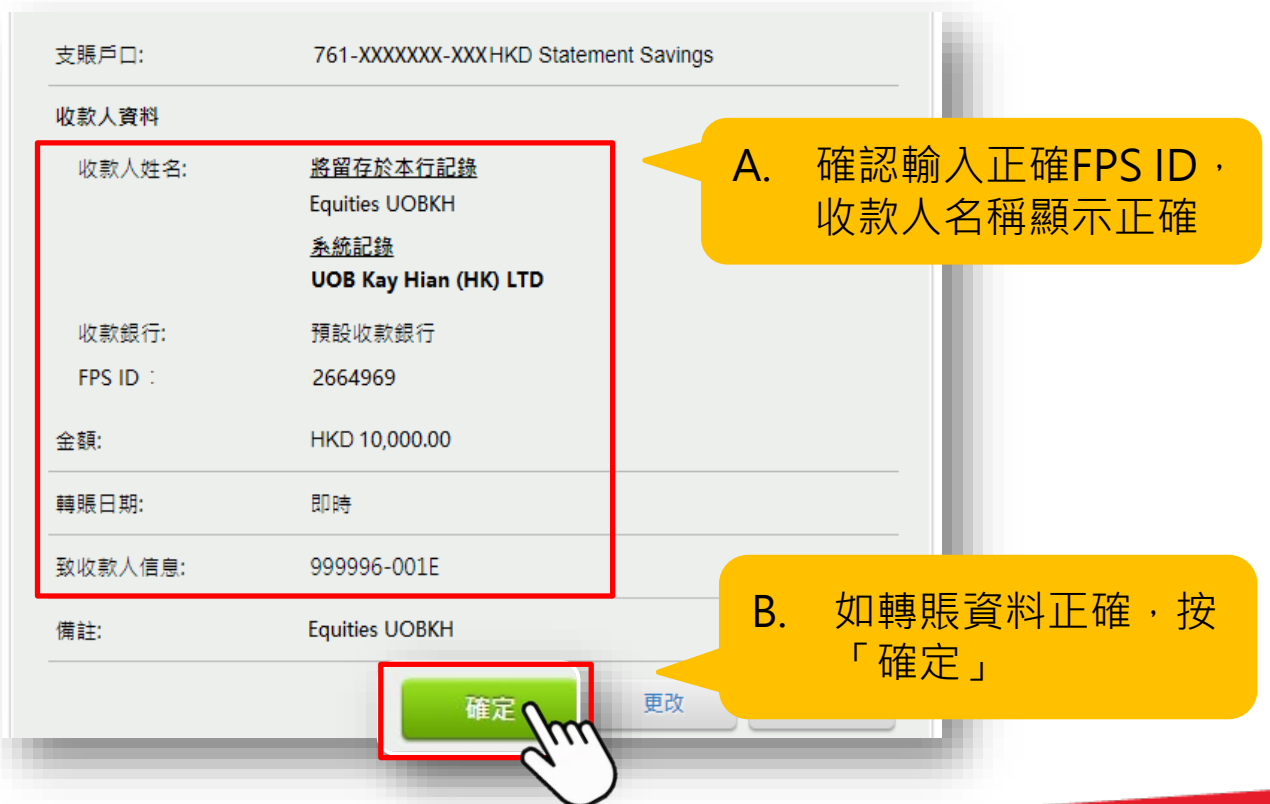 支賬戶口: 761-XXXXXXX-XXXHKD Statement Savings
收款人資料
收款人姓名: 將留存於本行記錄
Equities UOBKH
系統記錄
UOB Kay Hian (HK) LTD
收款銀行: 預設收款銀行
FPS ID : 2664969
金額: HKD 10,000.00
轉賬日期: 即時
致收款人信息: 999996-001E
備註: Equities UOBKH
確定
更改
A. 確認輸入正確FPS ID，
收款人名稱顯示正確
B. 如轉賬資料正確，按
「確定」